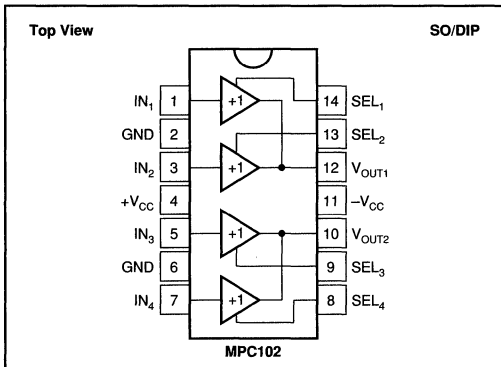 Top View SO/DIP
IN1 1 +1 14 SEL1
GND 2 13 SEL2
IN2 3 +1 12 VOUT1
+VCC 4 11 –VCC
IN3 5 +1 10 VOUT2
GND 6 9 SEL3
IN4 7 +1 8 SEL4
MPC102